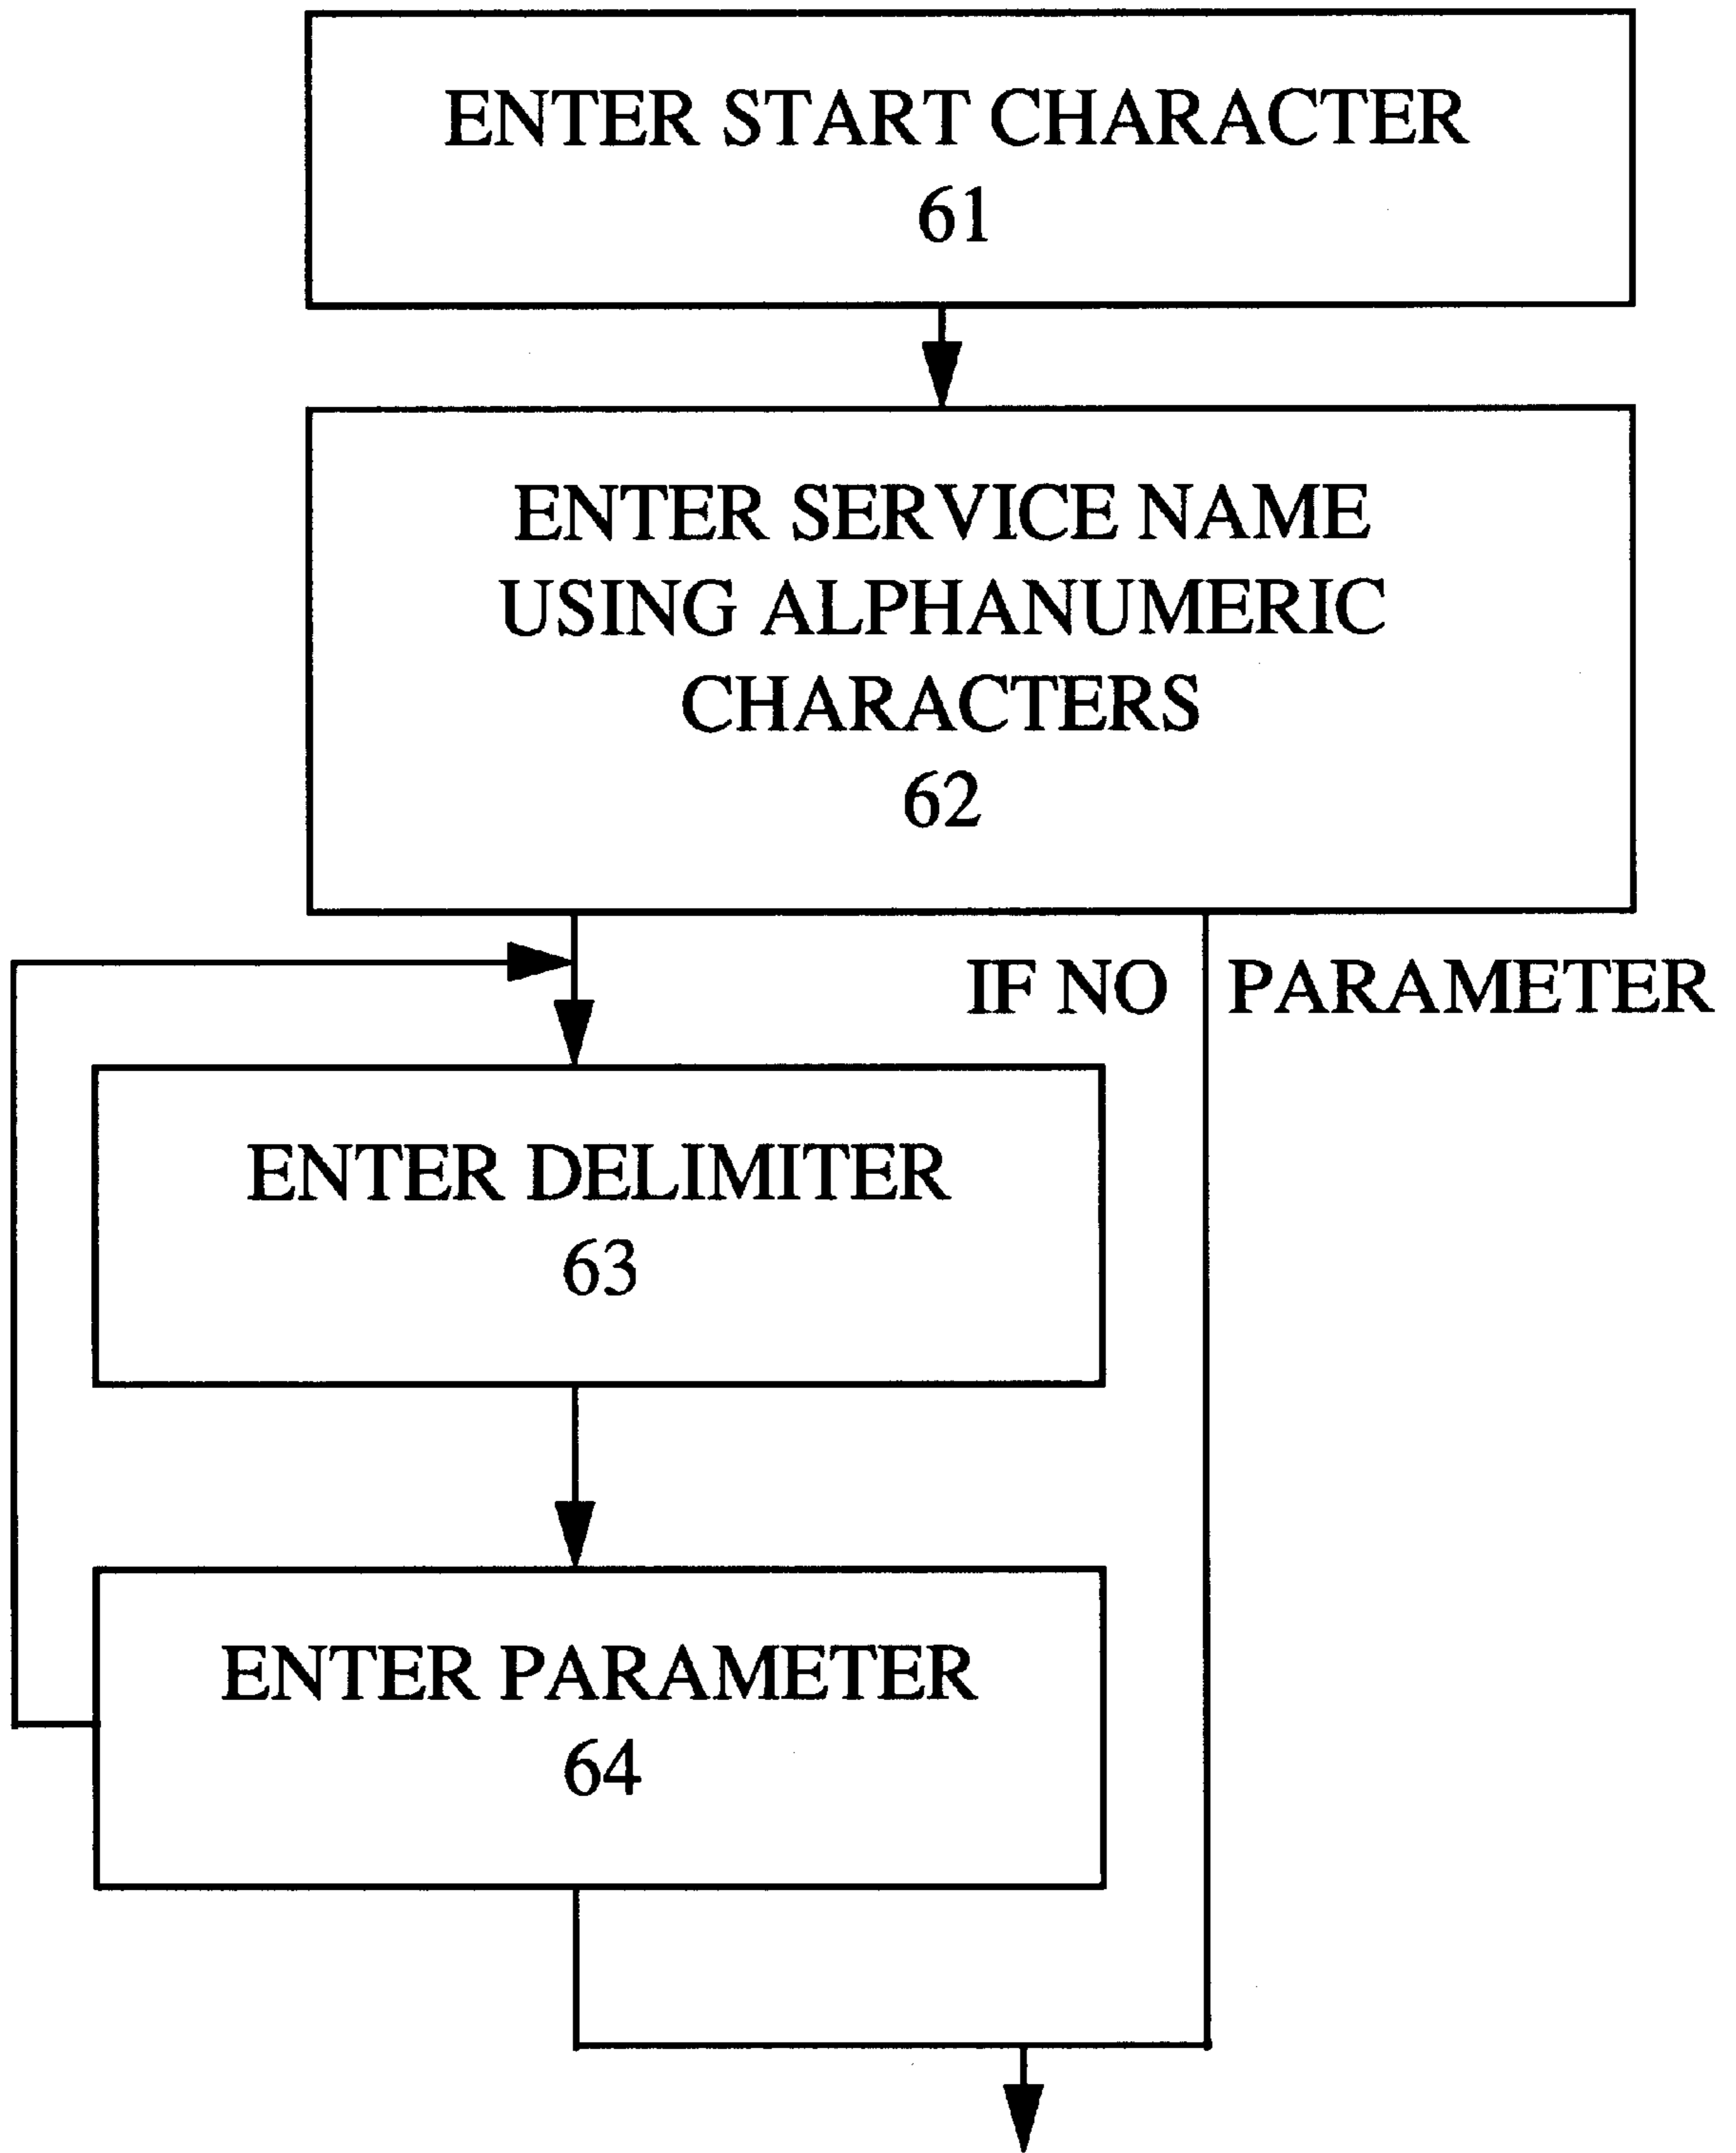 ENTER START CHARACTER
61
ENTER SERVICE NAME
USING ALPHANUMERIC
CHARACTERS
62
IF NO PARAMETER
ENTER DELIMITER
63
ENTER PARAMETER
64